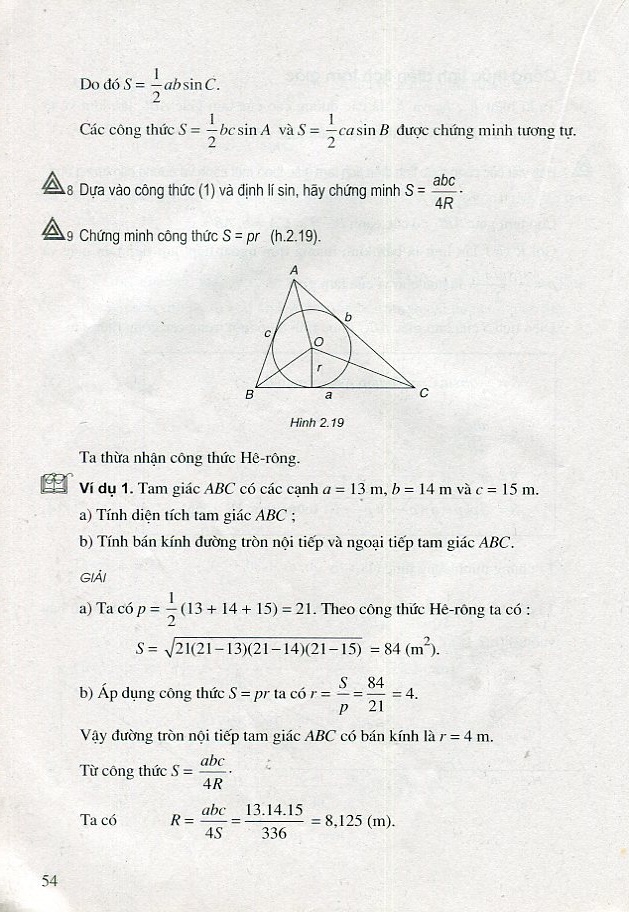 Do đó S = \frac{1}{2} ab sin C.
Các công thức S = \frac{1}{2} bc sin A và S = \frac{1}{2} ca sin B được chứng minh tương tự.
8 Dựa vào công thức (1) và định lí sin, hãy chứng minh S = \frac{abc}{4R}.
9 Chứng minh công thức S = pr (h.2.19).
A
c b
O
r
B a C
Hình 2.19
Ta thừa nhận công thức Hê-rông.
Ví dụ 1. Tam giác ABC có các cạnh a = 13 m, b = 14 m và c = 15 m.
a) Tính diện tích tam giác ABC ;
b) Tính bán kính đường tròn nội tiếp và ngoại tiếp tam giác ABC.
GIẢI
a) Ta có p = \frac{1}{2} (13 + 14 + 15) = 21. Theo công thức Hê-rông ta có :
S = \sqrt{21(21−13)(21−14)(21−15)} = 84 (m²).
b) Áp dụng công thức S = pr ta có r = \frac{S}{p} = \frac{84}{21} = 4.
Vậy đường tròn nội tiếp tam giác ABC có bán kính là r = 4 m.
Từ công thức S = \frac{abc}{4R}.
Ta có R = \frac{abc}{4S} = \frac{13.14.15}{336} = 8,125 (m).
54